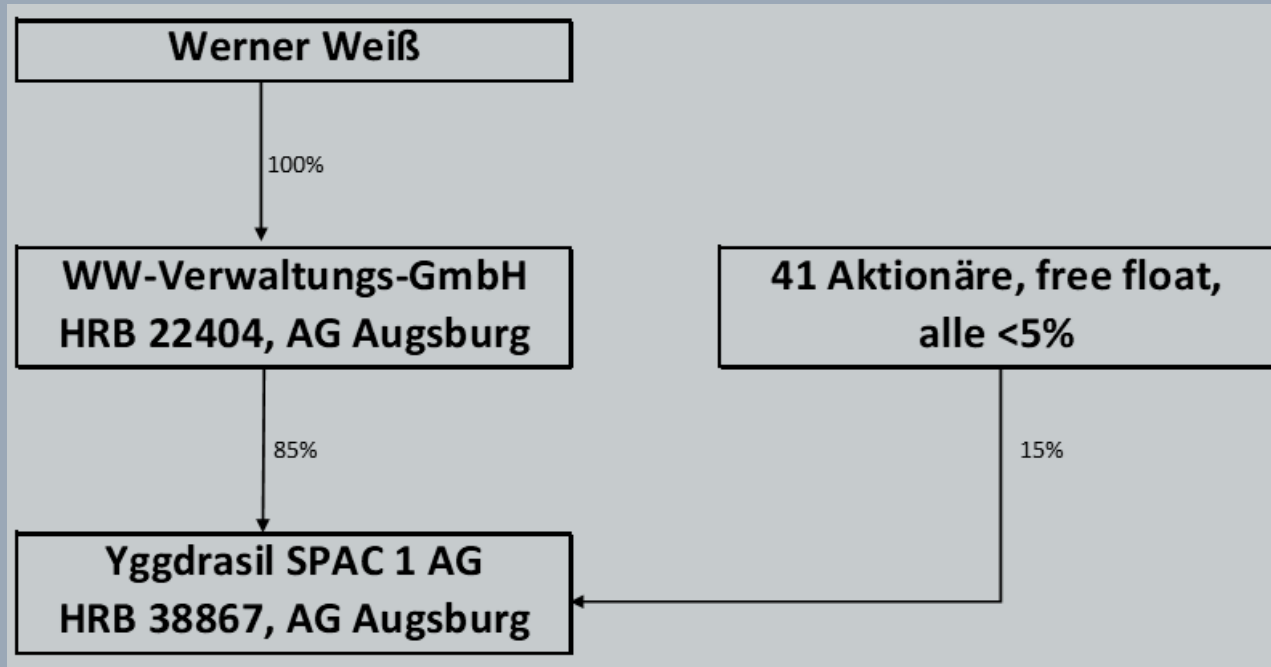 Werner Weiß
100%
WW-Verwaltungs-GmbH
HRB 22404, AG Augsburg
41 Aktionäre, free float,
alle <5%
85%
15%
Yggdrasil SPAC 1 AG
HRB 38867, AG Augsburg